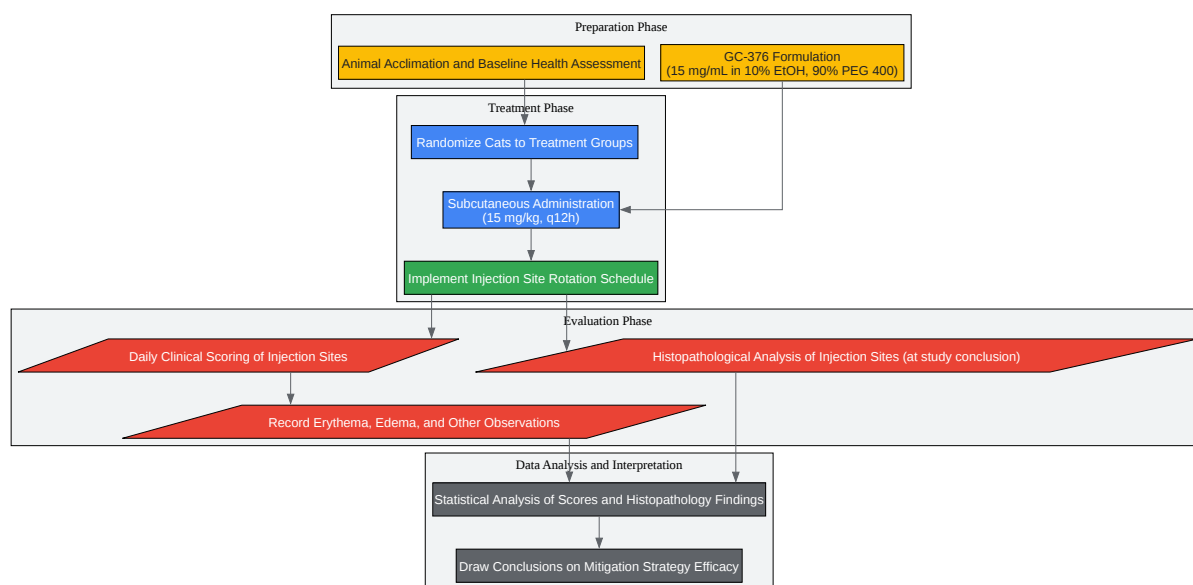 Preparation Phase
Animal Acclimation and Baseline Health Assessment
GC-376 Formulation
(15 mg/mL in 10% EtOH, 90% PEG 400)
Treatment Phase
Randomize Cats to Treatment Groups
Subcutaneous Administration
(15 mg/kg, q12h)
Implement Injection Site Rotation Schedule
Evaluation Phase
Daily Clinical Scoring of Injection Sites
Histopathological Analysis of Injection Sites (at study conclusion)
Record Erythema, Edema, and Other Observations
Data Analysis and Interpretation
Statistical Analysis of Scores and Histopathology Findings
Draw Conclusions on Mitigation Strategy Efficacy